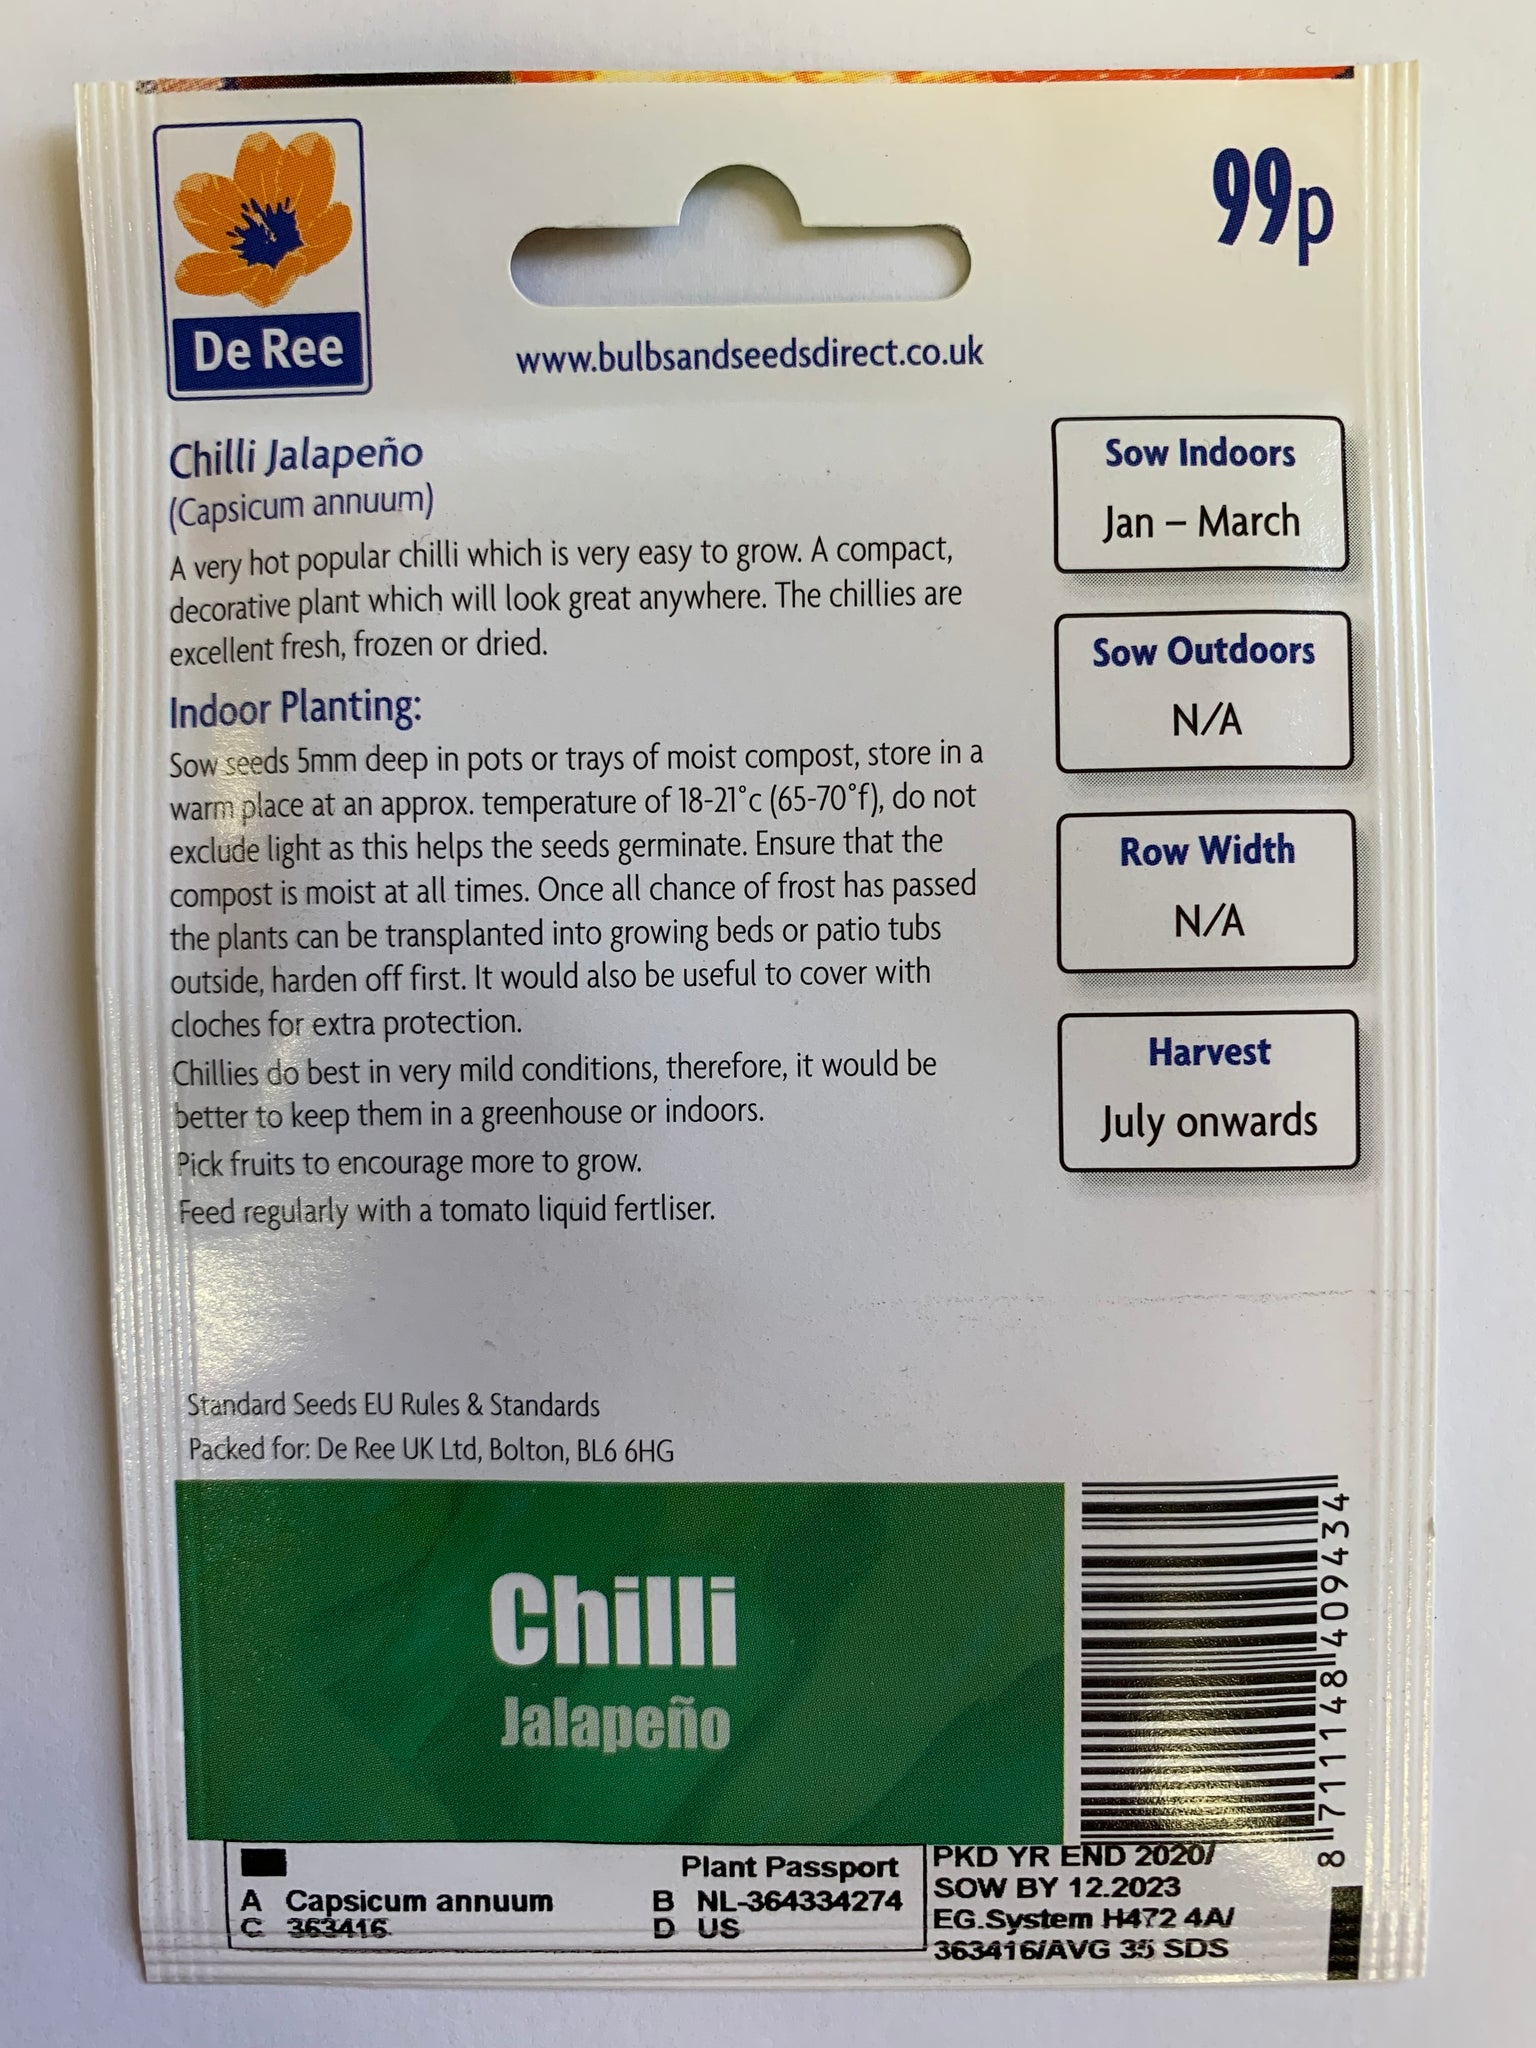 De Ree
99p
www.bulbsandseedsdirect.co.uk
Chilli Jalapeño
(Capsicum annuum)
A very hot popular chilli which is very easy to grow. A compact,
decorative plant which will look great anywhere. The chillies are
excellent fresh, frozen or dried.
Indoor Planting:
Sow seeds 5mm deep in pots or trays of moist compost, store in a
warm place at an approx. temperature of 18-21°c (65-70°f), do not
exclude light as this helps the seeds germinate. Ensure that the
compost is moist at all times. Once all chance of frost has passed
the plants can be transplanted into growing beds or patio tubs
outside, harden off first. It would also be useful to cover with
cloches for extra protection.
Chillies do best in very mild conditions, therefore, it would be
better to keep them in a greenhouse or indoors.
Pick fruits to encourage more to grow.
Feed regularly with a tomato liquid fertliser.
Sow Indoors
Jan – March
Sow Outdoors
N/A
Row Width
N/A
Harvest
July onwards
Standard Seeds EU Rules & Standards
Packed for: De Ree UK Ltd, Bolton, BL6 6HG
Chilli
Jalapeño
8 711148 409434
Plant Passport
A Capsicum annuum B NL-364334274
C 363416 D US
PKD YR END 2020/
SOW BY 12.2023
EG.System H472 4A/
363416/AVG 35 SDS